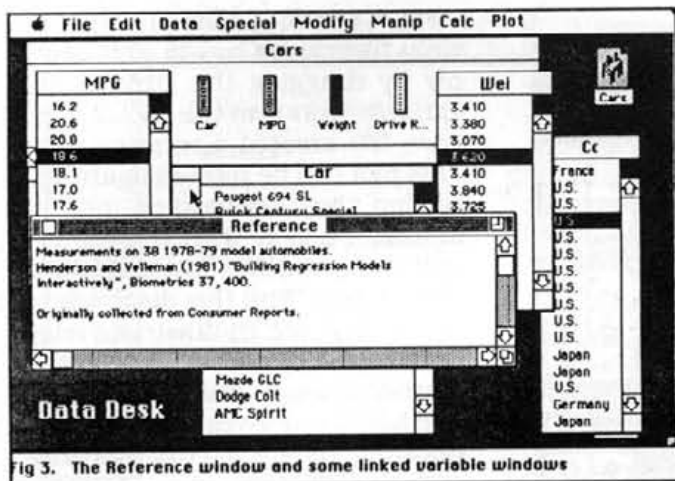 File Edit Data Special Modify Manip Calc Plot
Cars
MPG
16.2
20.6
20.0
18.6
18.1
17.0
17.6
Car
MPG
Weight
Drive R...
Wei
3.410
3.380
3.070
3.620
3.410
3.840
3.725
Cars
Car
Peugeot 694 SL
Buick Century Special
Co
France
U.S.
U.S.
U.S.
U.S.
U.S.
U.S.
U.S.
U.S.
U.S.
U.S.
Japan
Japan
U.S.
Germany
Japan
Reference
Measurements on 38 1978-79 model automobiles.
Henderson and Velleman (1981) "Building Regression Models
Interactively", Biometrics 37, 400.
Originally collected from Consumer Reports.
Mazda GLC
Dodge Colt
AMC Spirit
Data Desk
Fig 3. The Reference window and some linked variable windows